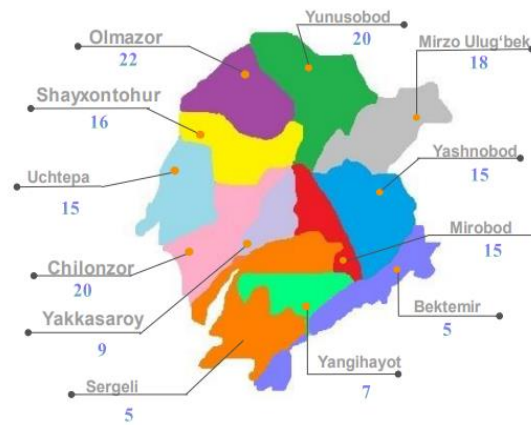 Yunusobod
20
Olmazor
22
Mirzo Ulug‘bek
18
Shayxontohur
16
Yashnobod
15
Uchtepa
15
Mirobod
15
Chilonzor
20
Bektemir
5
Yakkasaroy
9
Yangihayot
7
Sergeli
5